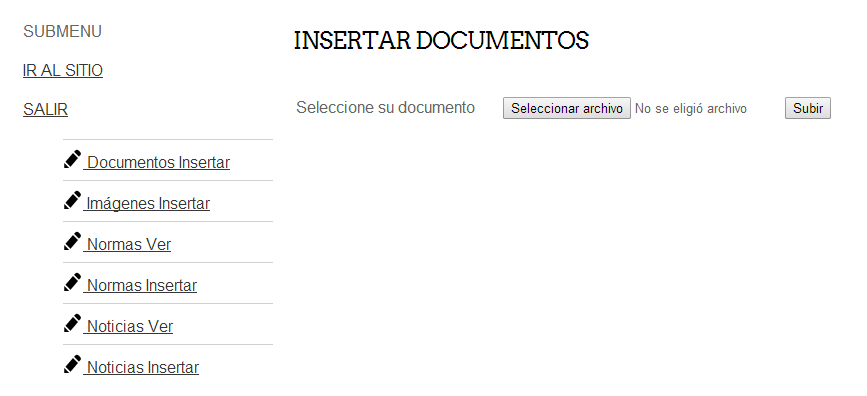 SUBMENU
IR AL SITIO
SALIR
Documentos Insertar
Imágenes Insertar
Normas Ver
Normas Insertar
Noticias Ver
Noticias Insertar
INSERTAR DOCUMENTOS
Seleccione su documento Seleccionar archivo No se eligió archivo Subir